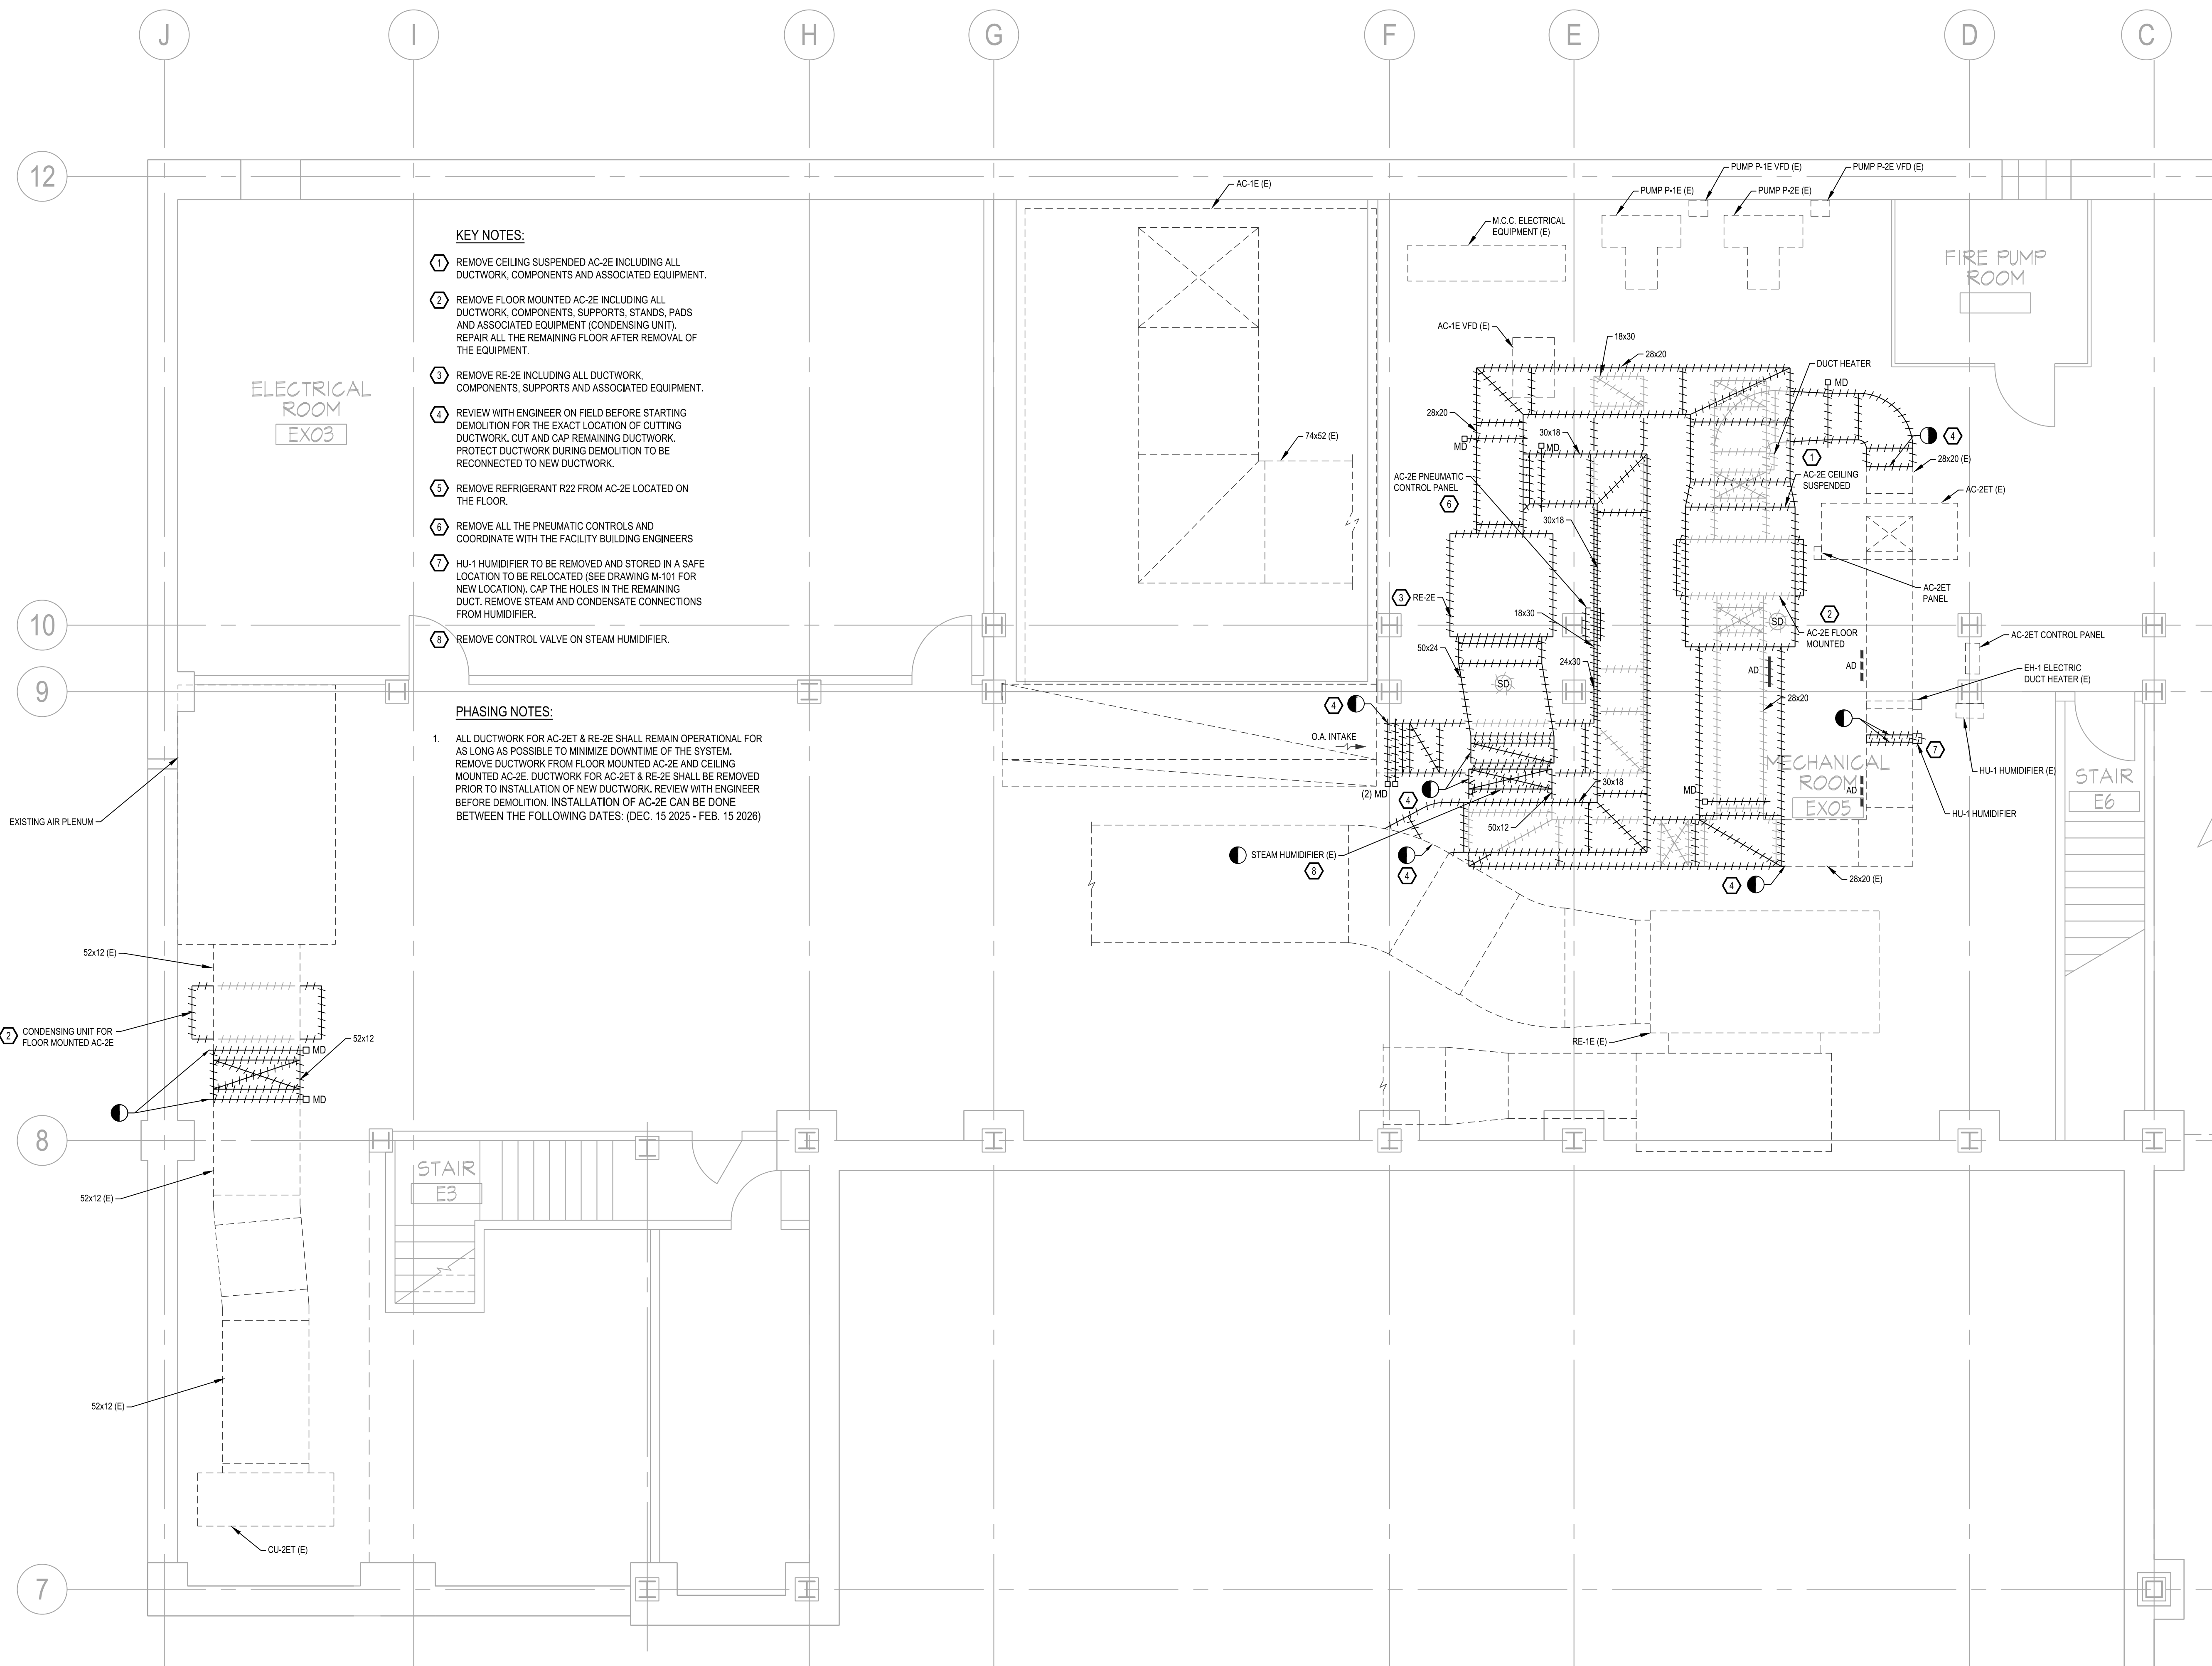 J
I
H
G
F
E
D
C
12
10
9
8
7
KEY NOTES:
1 REMOVE CEILING SUSPENDED AC-2E INCLUDING ALL
DUCTWORK, COMPONENTS AND ASSOCIATED EQUIPMENT.
2 REMOVE FLOOR MOUNTED AC-2E INCLUDING ALL
DUCTWORK, COMPONENTS, SUPPORTS, STANDS, PADS
AND ASSOCIATED EQUIPMENT (CONDENSING UNIT).
REPAIR ALL THE REMAINING FLOOR AFTER REMOVAL OF
THE EQUIPMENT.
3 REMOVE RE-2E INCLUDING ALL DUCTWORK,
COMPONENTS, SUPPORTS AND ASSOCIATED EQUIPMENT.
4 REVIEW WITH ENGINEER ON FIELD BEFORE STARTING
DEMOLITION FOR THE EXACT LOCATION OF CUTTING
DUCTWORK. CUT AND CAP REMAINING DUCTWORK.
PROTECT DUCTWORK DURING DEMOLITION TO BE
RECONNECTED TO NEW DUCTWORK.
5 REMOVE REFRIGERANT R22 FROM AC-2E LOCATED ON
THE FLOOR.
6 REMOVE ALL THE PNEUMATIC CONTROLS AND
COORDINATE WITH THE FACILITY BUILDING ENGINEERS
7 HU-1 HUMIDIFIER TO BE REMOVED AND STORED IN A SAFE
LOCATION TO BE RELOCATED (SEE DRAWING M-101 FOR
NEW LOCATION). CAP THE HOLES IN THE REMAINING
DUCT. REMOVE STEAM AND CONDENSATE CONNECTIONS
FROM HUMIDIFIER.
8 REMOVE CONTROL VALVE ON STEAM HUMIDIFIER.
PHASING NOTES:
1. ALL DUCTWORK FOR AC-2ET & RE-2E SHALL REMAIN OPERATIONAL FOR
AS LONG AS POSSIBLE TO MINIMIZE DOWNTIME OF THE SYSTEM.
REMOVE DUCTWORK FROM FLOOR MOUNTED AC-2E AND CEILING
MOUNTED AC-2E. DUCTWORK FOR AC-2ET & RE-2E SHALL BE REMOVED
PRIOR TO INSTALLATION OF NEW DUCTWORK. REVIEW WITH ENGINEER
BEFORE DEMOLITION. INSTALLATION OF AC-2E CAN BE DONE
BETWEEN THE FOLLOWING DATES: (DEC. 15 2025 - FEB. 15 2026)
ELECTRICAL
ROOM
EX03
EXISTING AIR PLENUM
52x12 (E)
2 CONDENSING UNIT FOR
FLOOR MOUNTED AC-2E
MD
52x12
MD
52x12 (E)
52x12 (E)
CU-2ET (E)
STAIR
E3
AC-1E (E)
74x52 (E)
M.C.C. ELECTRICAL
EQUIPMENT (E)
PUMP P-1E (E)
PUMP P-1E VFD (E)
PUMP P-2E (E)
PUMP P-2E VFD (E)
FIRE PUMP
ROOM
AC-1E VFD (E)
18x30
28x20
DUCT HEATER
MD
28x20
MD
30x18
MD
4
28x20 (E)
1
AC-2E CEILING
SUSPENDED
AC-2E PNEUMATIC
CONTROL PANEL
6
AC-2ET (E)
30x18
AC-2ET
PANEL
3 RE-2E
18x30
2
SD
AC-2E FLOOR
MOUNTED
AC-2ET CONTROL PANEL
50x24
24x30
AD
AD
EH-1 ELECTRIC
DUCT HEATER (E)
SD
28x20
4
O.A. INTAKE
7
MECHANICAL
ROOM
EX05
HU-1 HUMIDIFIER (E)
STAIR
E6
(2) MD
4
30x18
MD
AD
HU-1 HUMIDIFIER
50x12
STEAM HUMIDIFIER (E)
8
4
4
28x20 (E)
RE-1E (E)